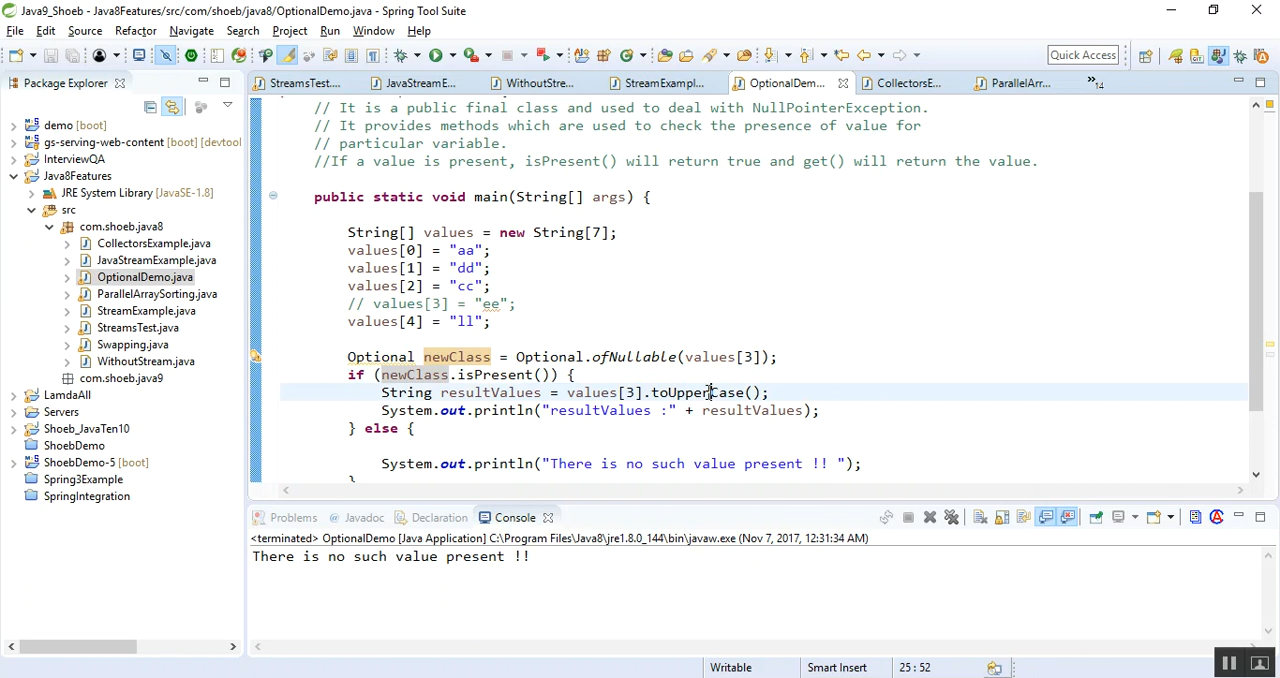 Java9_Shoeb - Java8Features/src/com/shoeb/java8/OptionalDemo.java - Spring Tool Suite
File Edit Source Refactor Navigate Search Project Run Window Help
Quick Access
Package Explorer
StreamsTest....
JavaStreamE...
WithoutStre...
StreamExampl...
OptionalDem...
CollectorsE...
ParallelArr...
»14
demo [boot]
gs-serving-web-content [boot] [devtool
InterviewQA
Java8Features
JRE System Library [JavaSE-1.8]
src
com.shoeb.java8
CollectorsExample.java
JavaStreamExample.java
OptionalDemo.java
ParallelArraySorting.java
StreamExample.java
StreamsTest.java
Swapping.java
WithoutStream.java
com.shoeb.java9
LamdaAll
Servers
Shoeb_JavaTen10
ShoebDemo
ShoebDemo-5 [boot]
Spring3Example
SpringIntegration
// It is a public final class and used to deal with NullPointerException.
// It provides methods which are used to check the presence of value for
// particular variable.
//If a value is present, isPresent() will return true and get() will return the value.
public static void main(String[] args) {
String[] values = new String[7];
values[0] = "aa";
values[1] = "dd";
values[2] = "cc";
// values[3] = "ee";
values[4] = "ll";
Optional newClass = Optional.ofNullable(values[3]);
if (newClass.isPresent()) {
String resultValues = values[3].toUpperCase();
System.out.println("resultValues :" + resultValues);
} else {
System.out.println("There is no such value present !! ");
Problems @ Javadoc Declaration Console
<terminated> OptionalDemo [Java Application] C:\Program Files\Java8\jre1.8.0_144\bin\javaw.exe (Nov 7, 2017, 12:31:34 AM)
There is no such value present !!
Writable Smart Insert 25 : 52